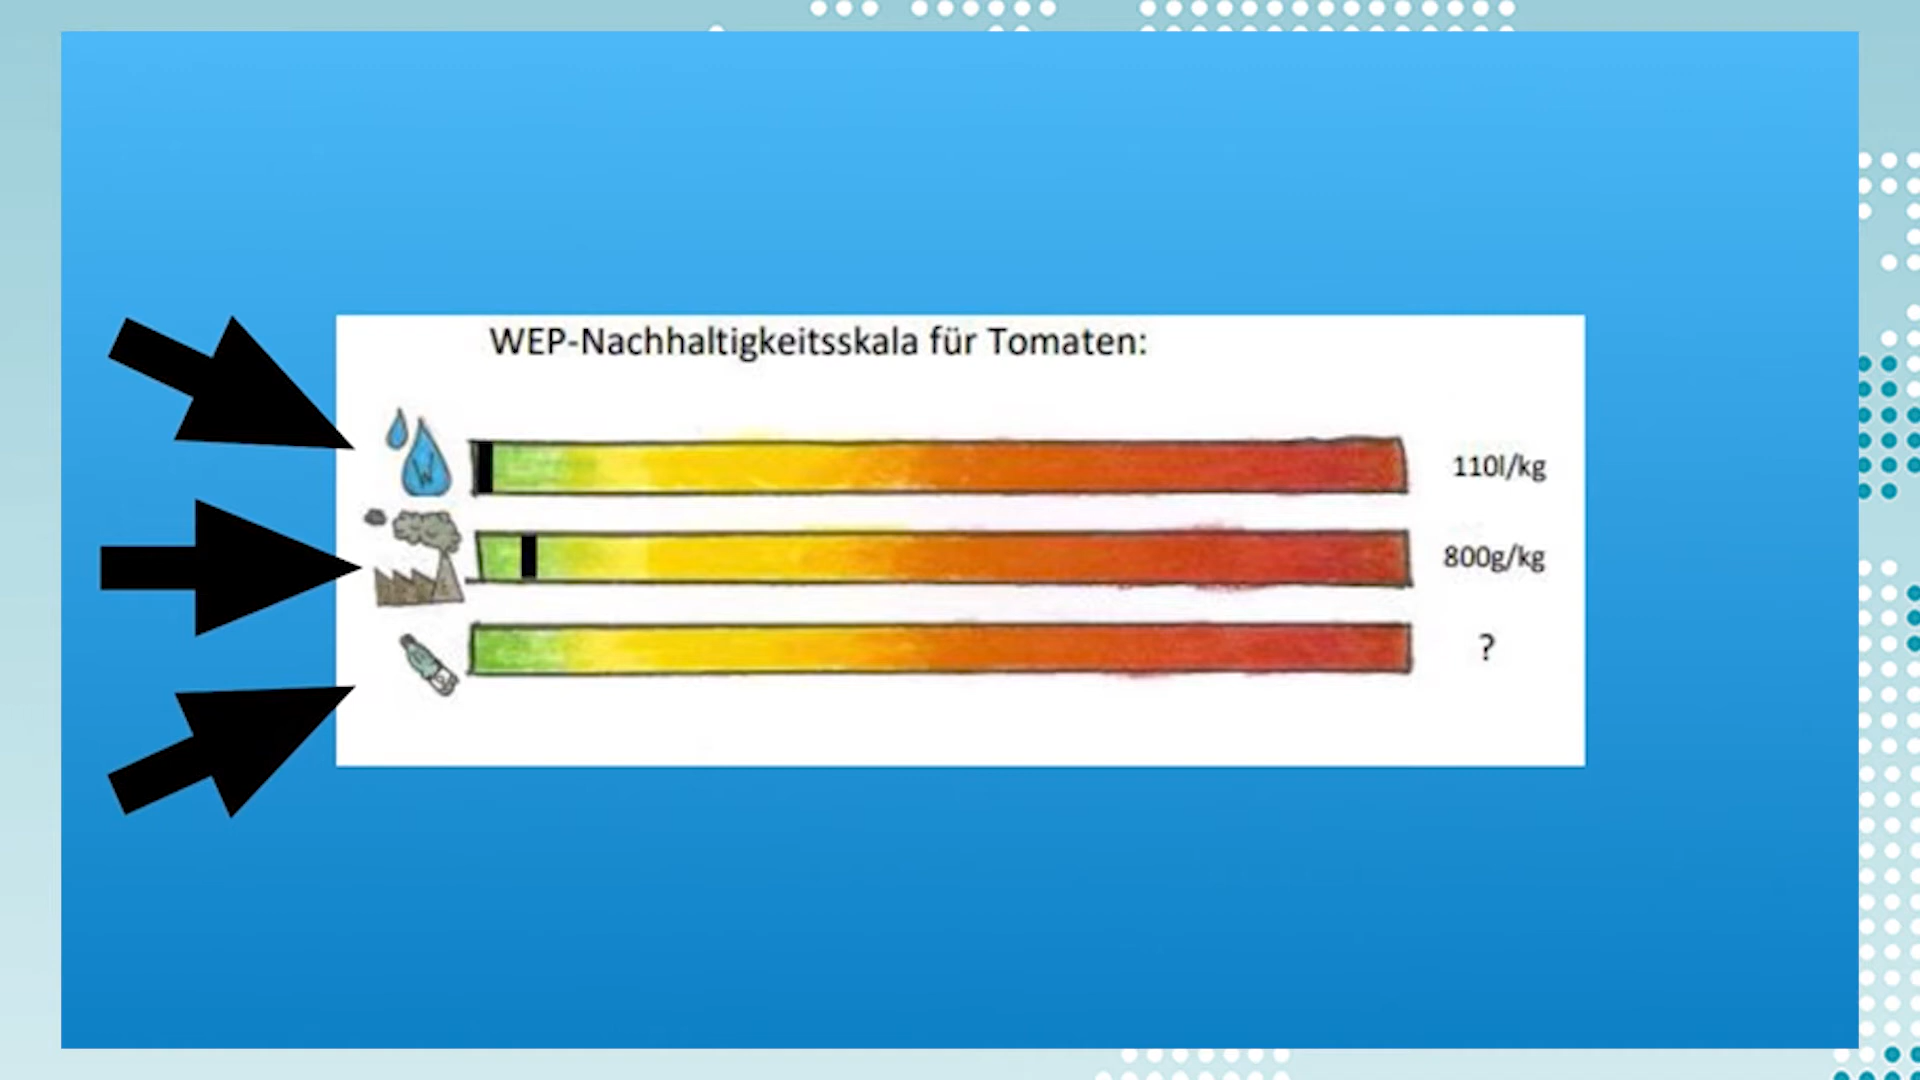 WEP-Nachhaltigkeitsskala für Tomaten:
W
110l/kg
800g/kg
?